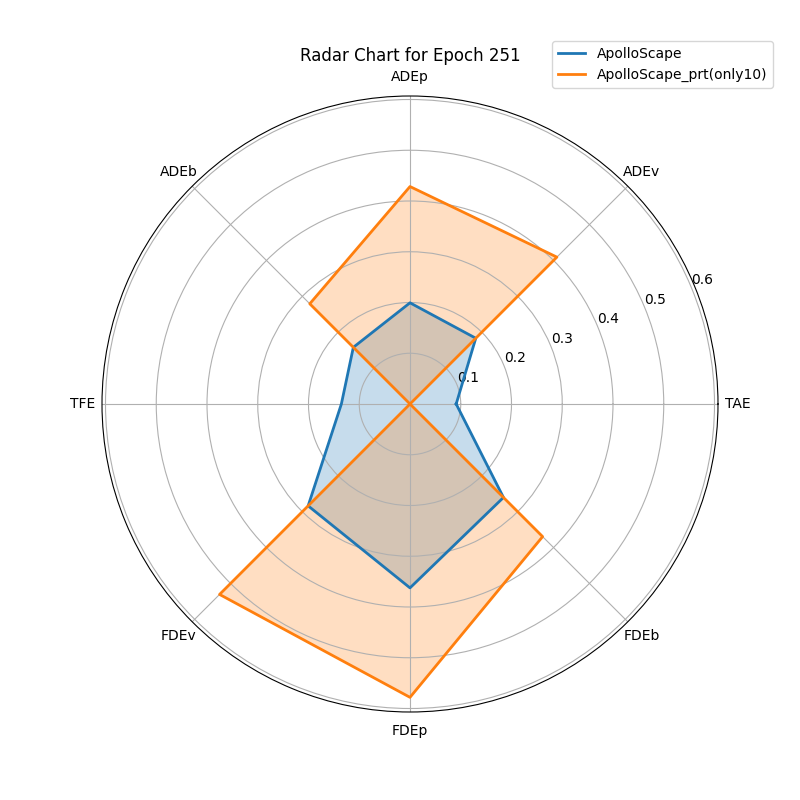 Radar Chart for Epoch 251
ApolloScape
ApolloScape_prt(only10)
ADEp
ADEb
ADEv
0.6
0.5
0.4
0.3
0.2
0.1
TFE
TAE
FDEv
FDEb
FDEp